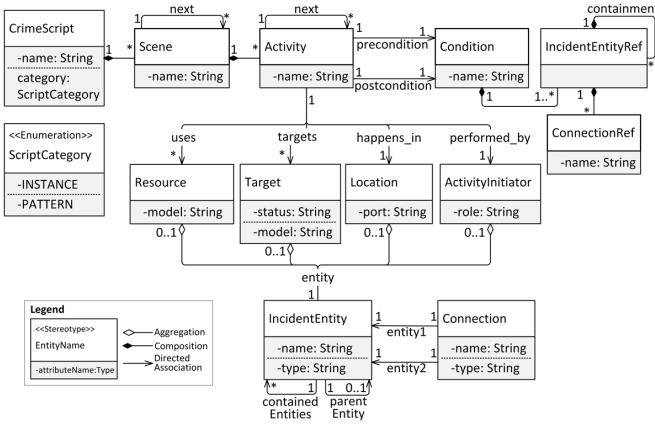 next
next
containment
1
*
1
*
1
CrimeScript
Scene
Activity
1
1
precondition
Condition
IncidentEntityRef
-name: String
1
*
1
*
category:
ScriptCategory
-name: String
-name: String
1
1
postcondition
-name: String
*
1
1..*
1
*
<<Enumeration>>
ScriptCategory
-INSTANCE
-PATTERN
1
ConnectionRef
-name: String
uses
targets
happens_in
performed_by
*
*
1
1
Resource
Target
Location
ActivityInitiator
-model: String
-status: String
-model: String
-port: String
-role: String
0..1
0..1
0..1
0..1
entity
1
Legend
<<Stereotype>>
EntityName
-attributeName:Type
Aggregation
Composition
Directed
Association
IncidentEntity
-name: String
-type: String
1
1
entity1
1
1
entity2
Connection
-name: String
-type: String
*
1
1
0..1
contained
Entities
parent
Entity